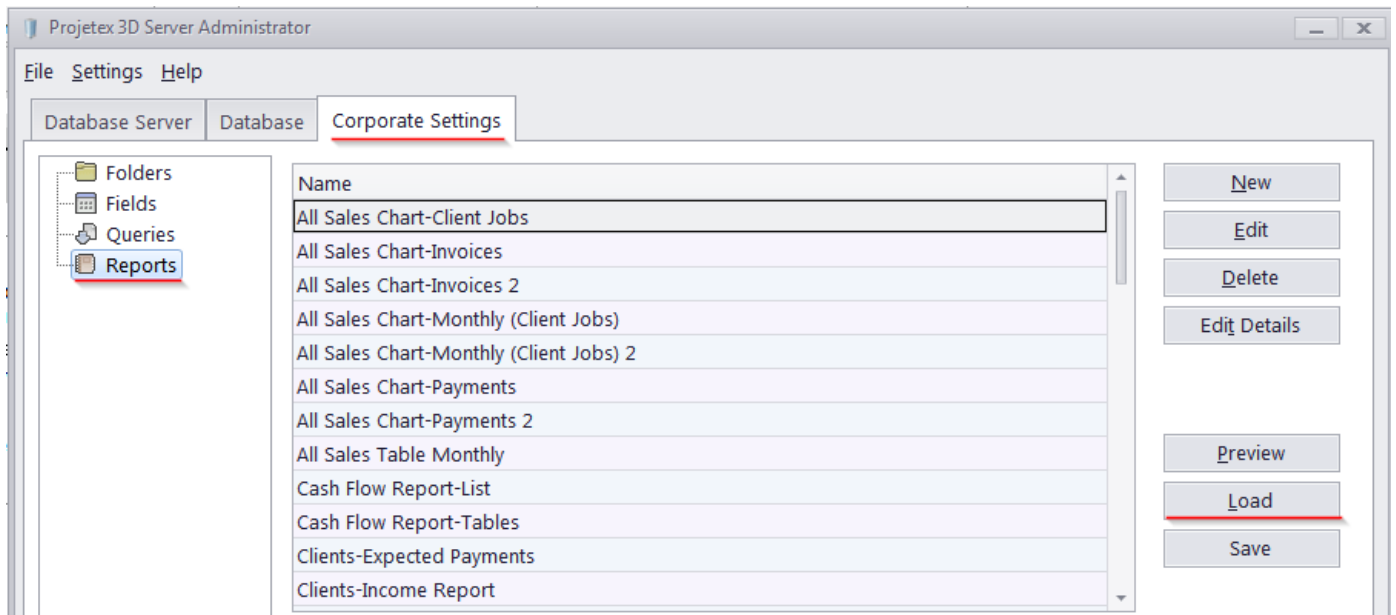 Projetex 3D Server Administrator
File Settings Help
Database Server Database Corporate Settings
Folders
Fields
Queries
Reports
Name
All Sales Chart-Client Jobs
All Sales Chart-Invoices
All Sales Chart-Invoices 2
All Sales Chart-Monthly (Client Jobs)
All Sales Chart-Monthly (Client Jobs) 2
All Sales Chart-Payments
All Sales Chart-Payments 2
All Sales Table Monthly
Cash Flow Report-List
Cash Flow Report-Tables
Clients-Expected Payments
Clients-Income Report
New
Edit
Delete
Edit Details
Preview
Load
Save